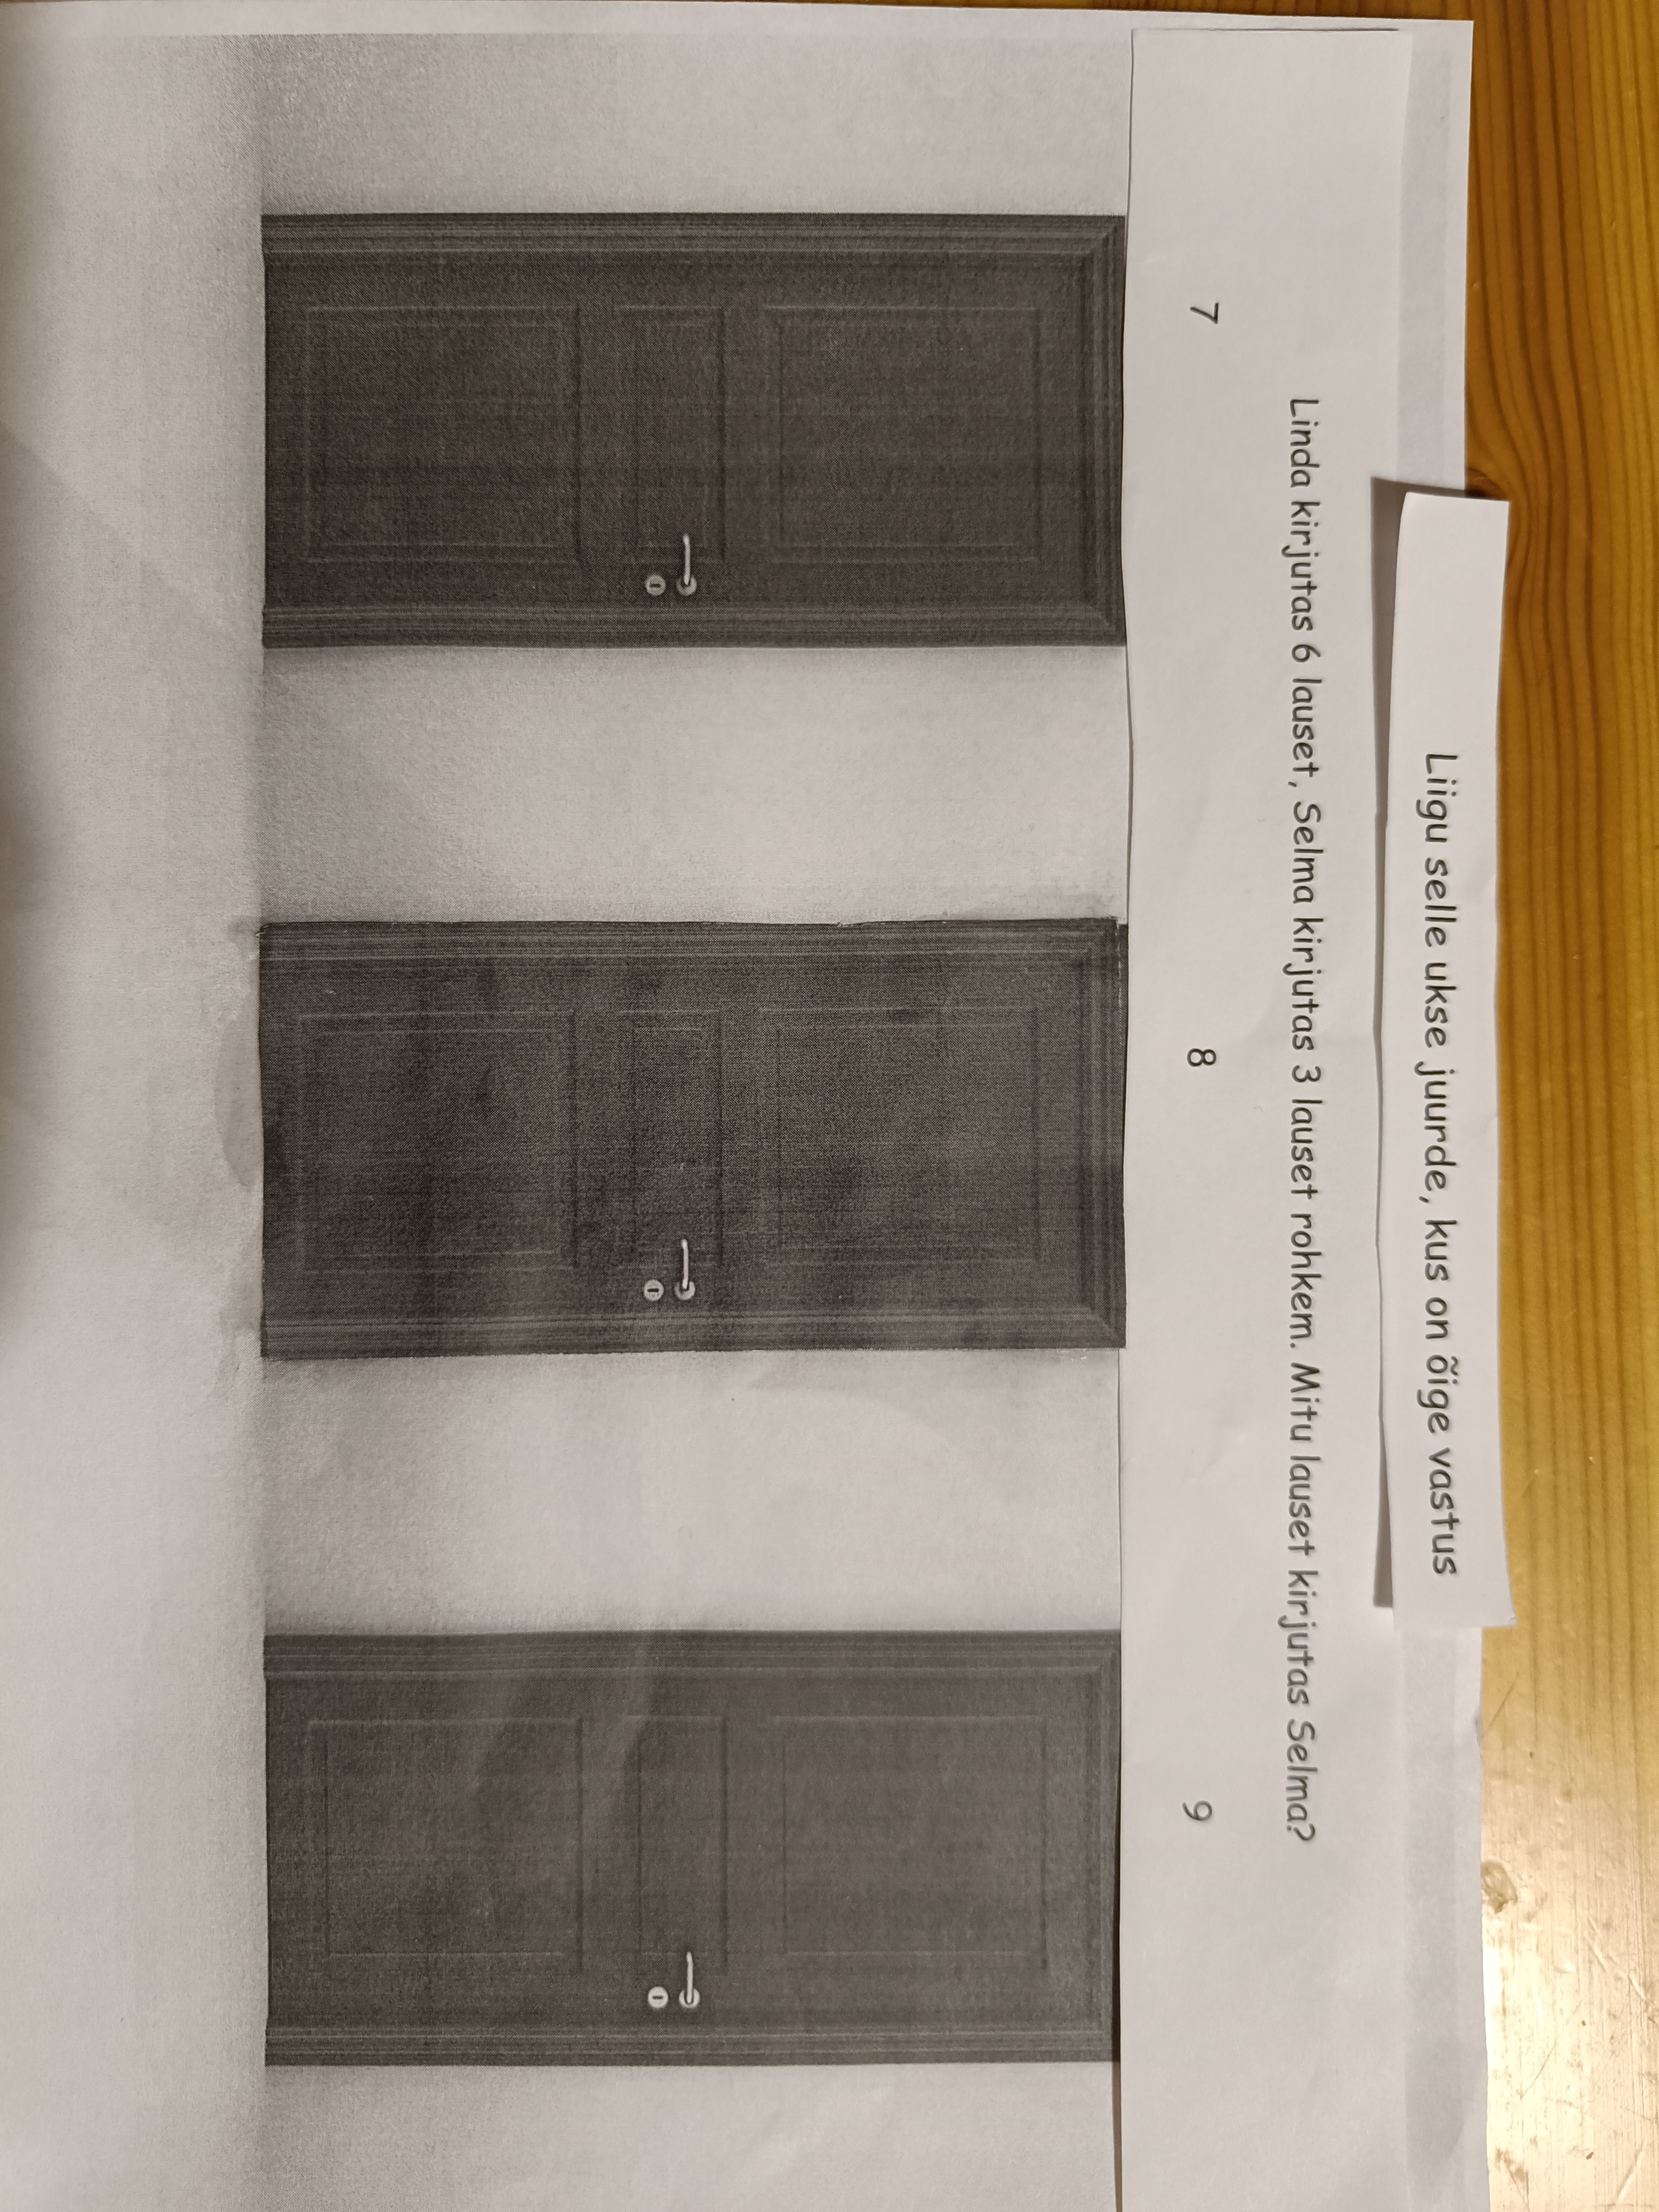 Liigu selle ukse juurde, kus on õige vastus
Linda kirjutas 6 lauset, Selma kirjutas 3 lauset rohkem. Mitu lauset kirjutas Selma?
7 8 9